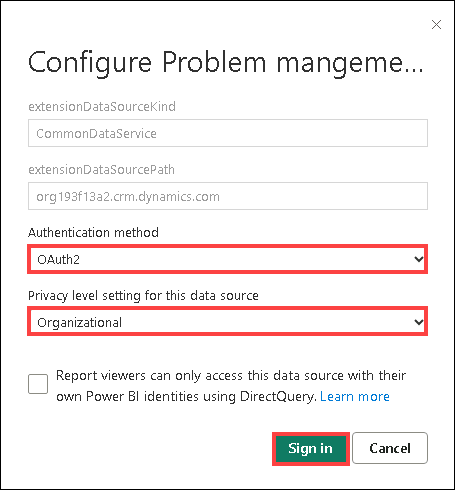 Configure Problem mangeme...
extensionDataSourceKind
CommonDataService
extensionDataSourcePath
org193f13a2.crm.dynamics.com
Authentication method
OAuth2
Privacy level setting for this data source
Organizational
Report viewers can only access this data source with their
own Power BI identities using DirectQuery. Learn more
Sign in
Cancel